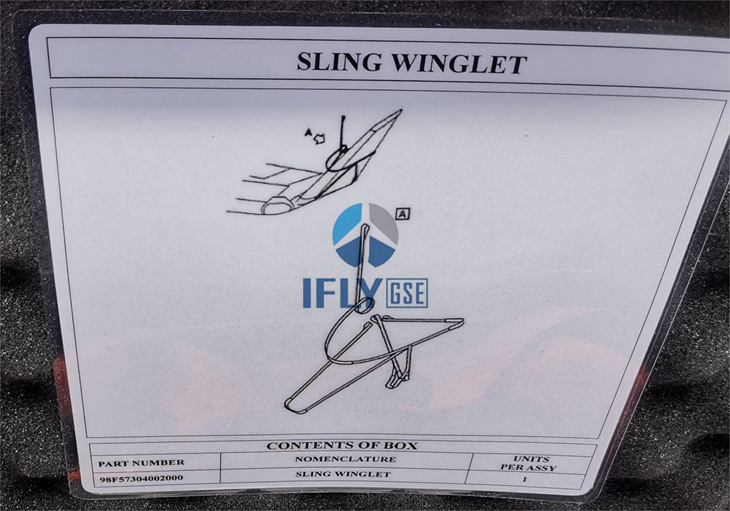 SLING WINGLET
A
A
IFLY GSE
CONTENTS OF BOX
PART NUMBER NOMENCLATURE UNITS PER ASSY
98F57304002000 SLING WINGLET 1